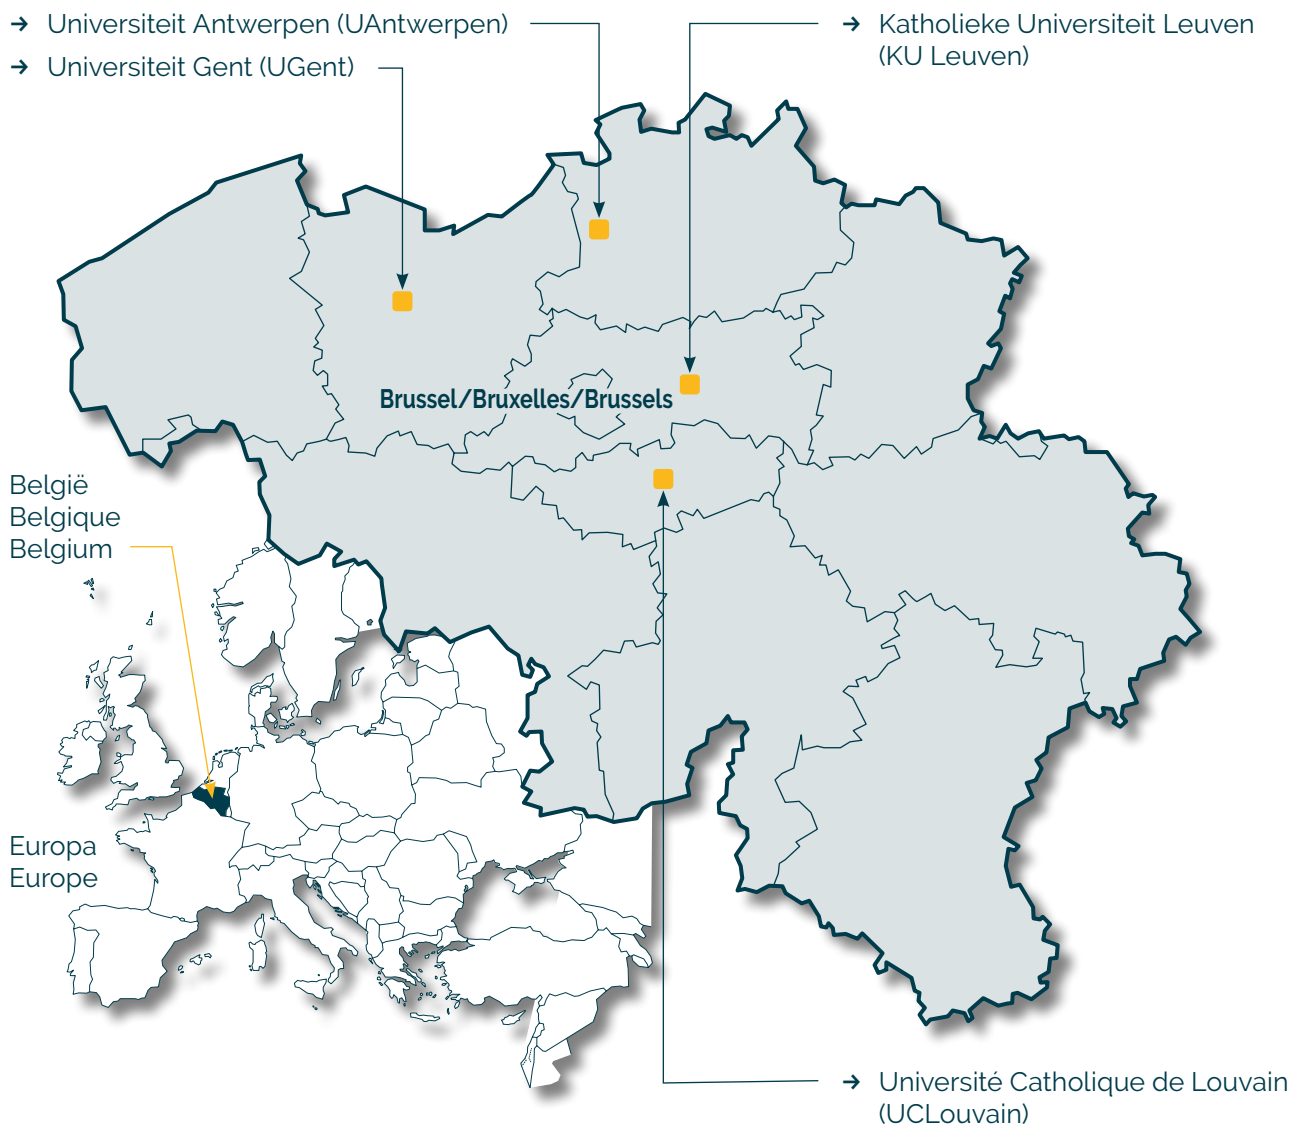 → Universiteit Antwerpen (UAntwerpen)
→ Universiteit Gent (UGent)
→ Katholieke Universiteit Leuven
(KU Leuven)
Brussel/Bruxelles/Brussels
België
Belgique
Belgium
Europa
Europe
→ Université Catholique de Louvain
(UCLouvain)